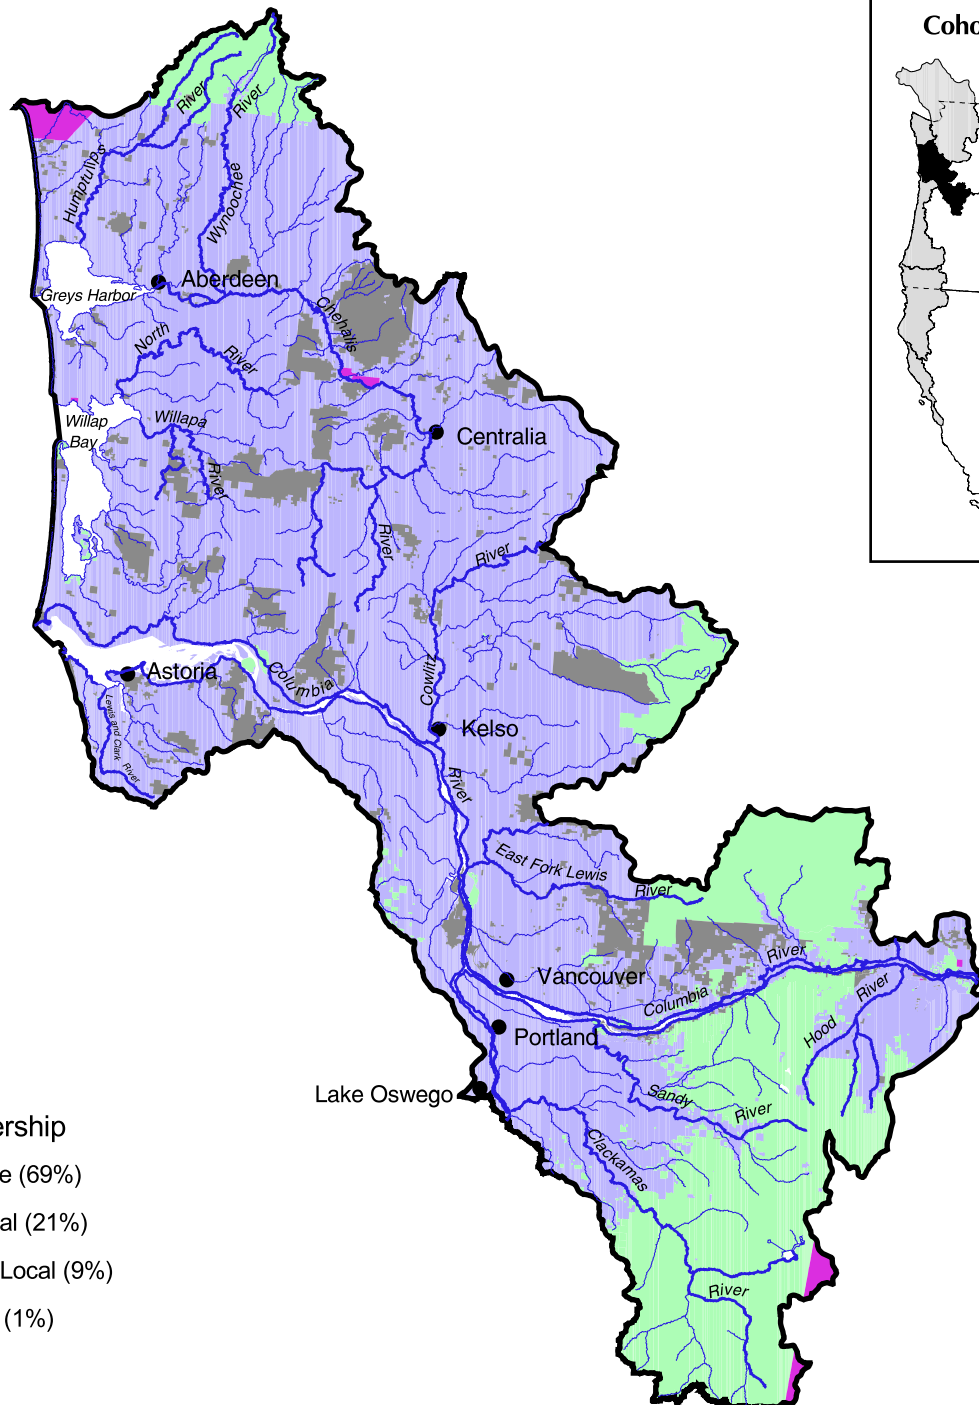 Coho
River
River
Humptulips
Wynoochee
Aberdeen
Greys Harbor
Chehalis
North
River
Willap
Bay
Willapa
River
Centralia
River
River
Astoria
Columbia
Cowlitz
Lewis and Clark
River
Kelso
River
East Fork Lewis
River
Vancouver
River
Columbia
River
Hood
Portland
Lake Oswego
Sandy
River
Clackamas
River
ership
e (69%)
al (21%)
Local (9%)
(1%)